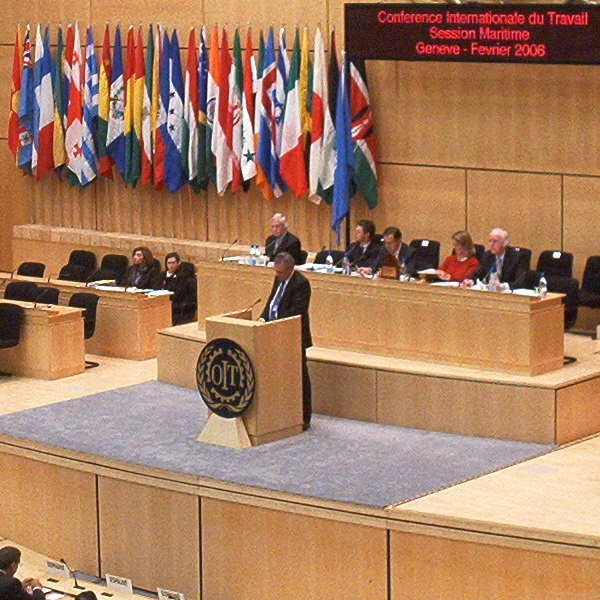 Conference Internationale du Travail
Session Maritime
Geneve - Fevrier 2006
OIT